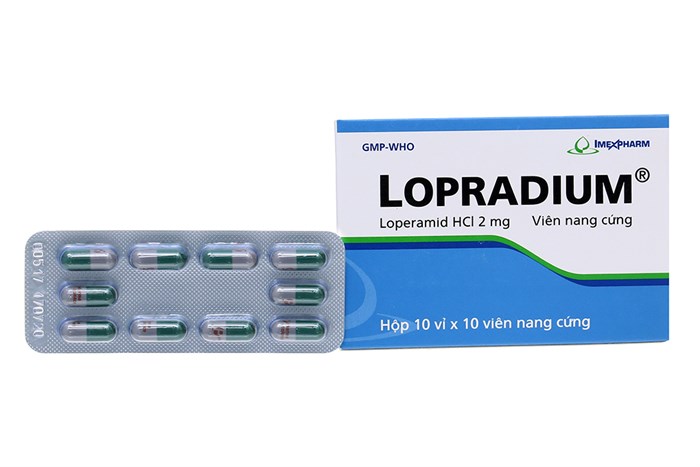 GMP-WHO
IMEXPHARM
LOPRADIUM®
Loperamid HCl 2 mg Viên nang cứng
Hộp 10 vỉ x 10 viên nang cứng